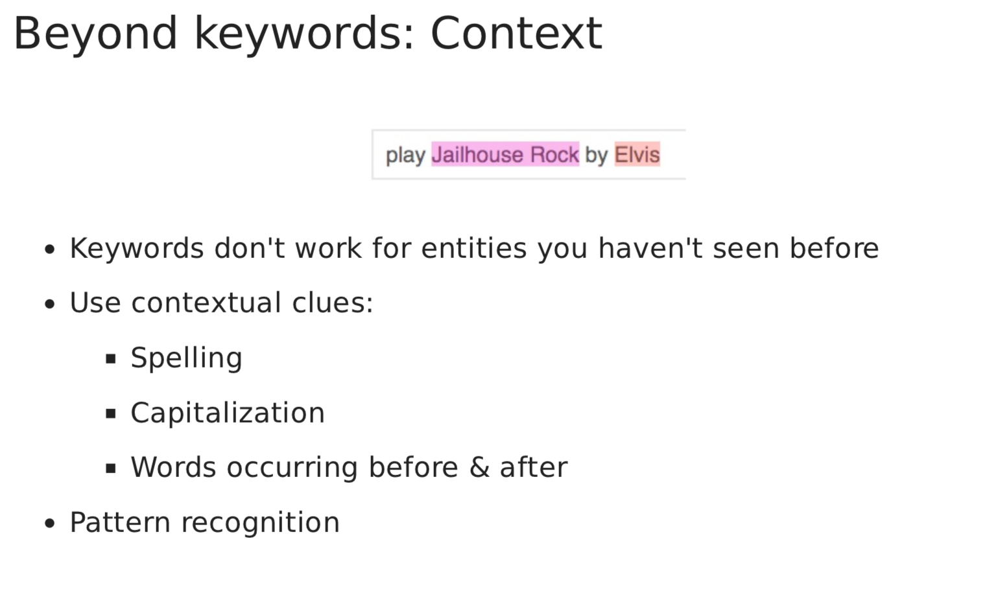 Beyond keywords: Context
play Jailhouse Rock by Elvis
• Keywords don't work for entities you haven't seen before
• Use contextual clues:
▪ Spelling
▪ Capitalization
▪ Words occurring before & after
• Pattern recognition